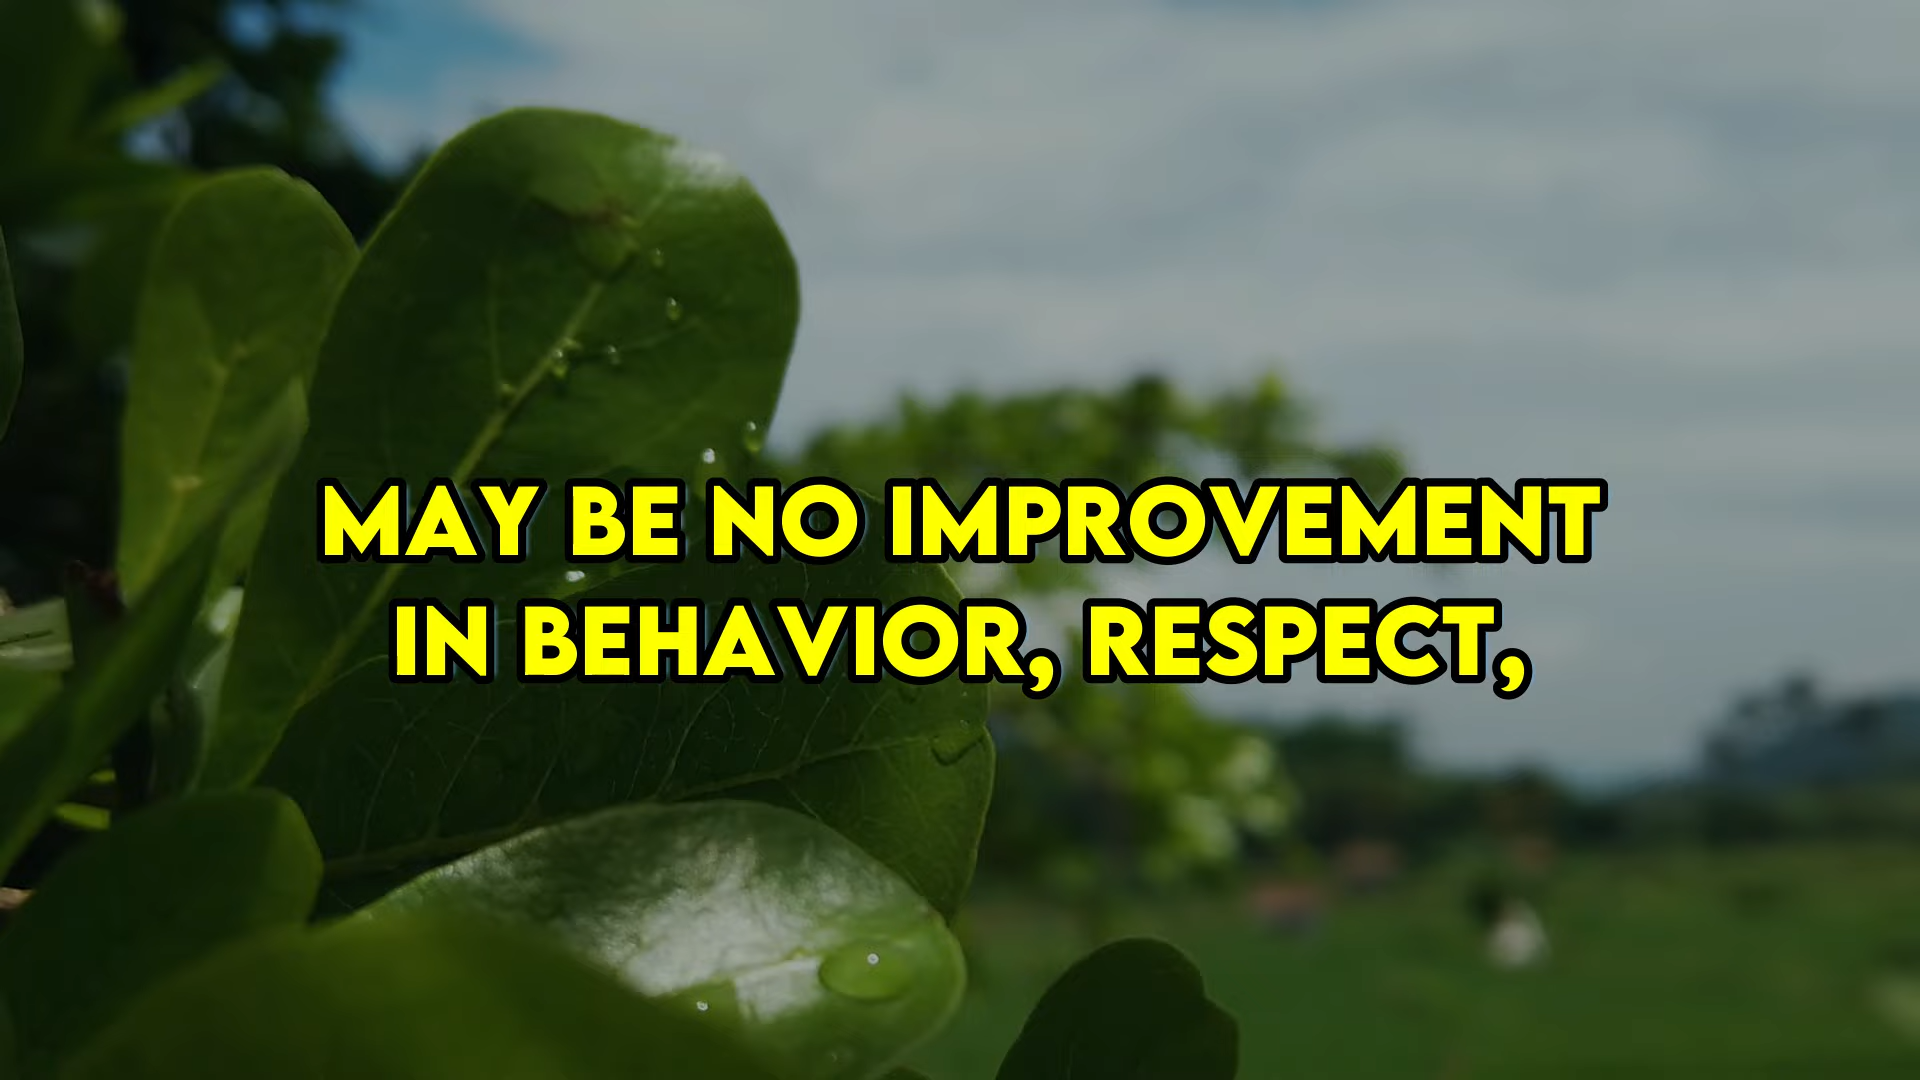 MAY BE NO IMPROVEMENT
IN BEHAVIOR, RESPECT,